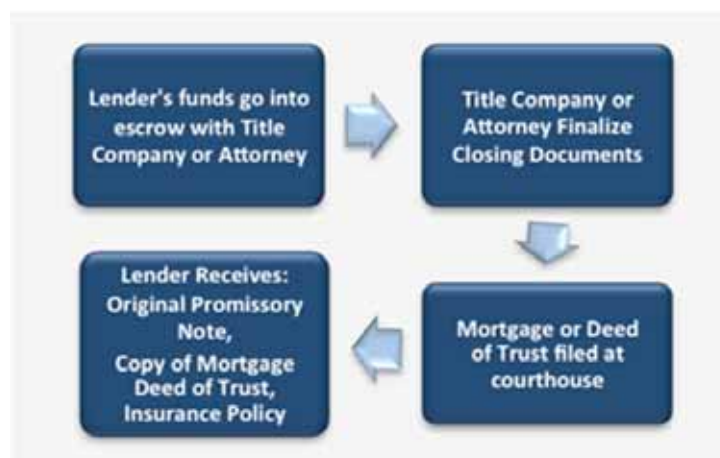 Lender's funds go into
escrow with Title
Company or Attorney
Title Company or
Attorney Finalize
Closing Documents
Mortgage or Deed
of Trust filed at
courthouse
Lender Receives:
Original Promissory
Note,
Copy of Mortgage
Deed of Trust,
Insurance Policy